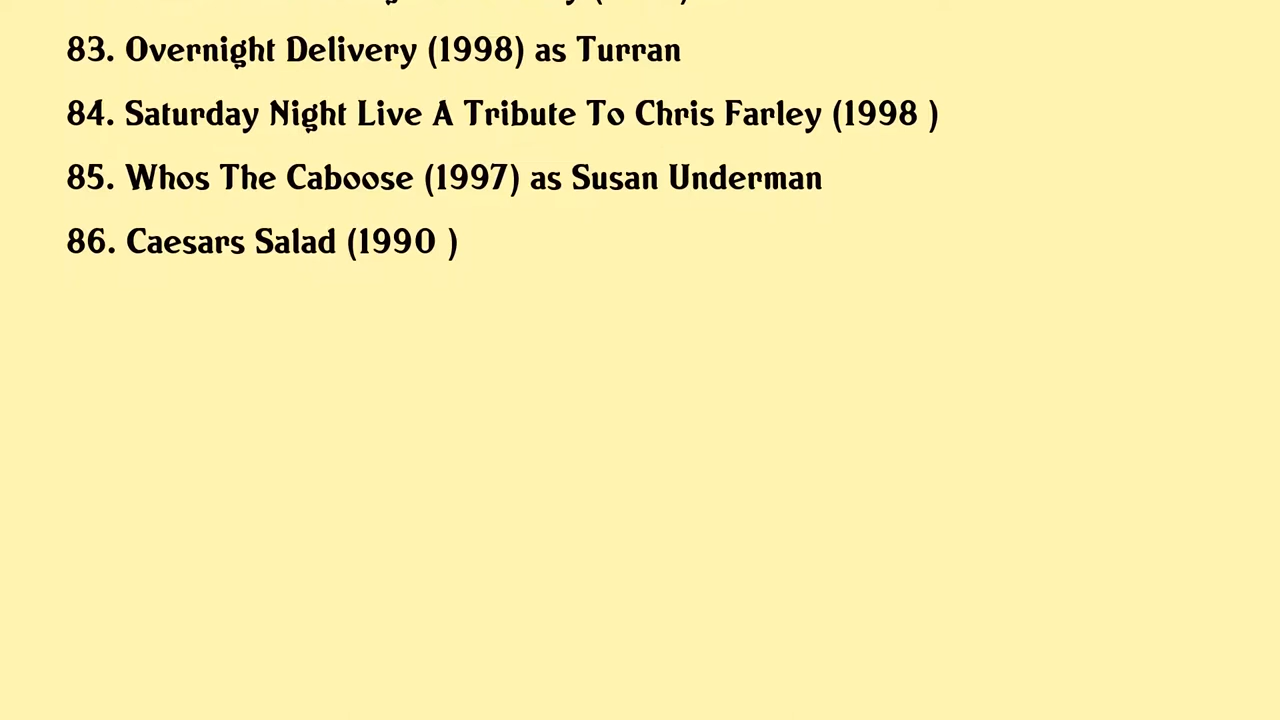 83. Overnight Delivery (1998) as Turran
84. Saturday Night Live A Tribute To Chris Farley (1998 )
85. Whos The Caboose (1997) as Susan Underman
86. Caesars Salad (1990 )